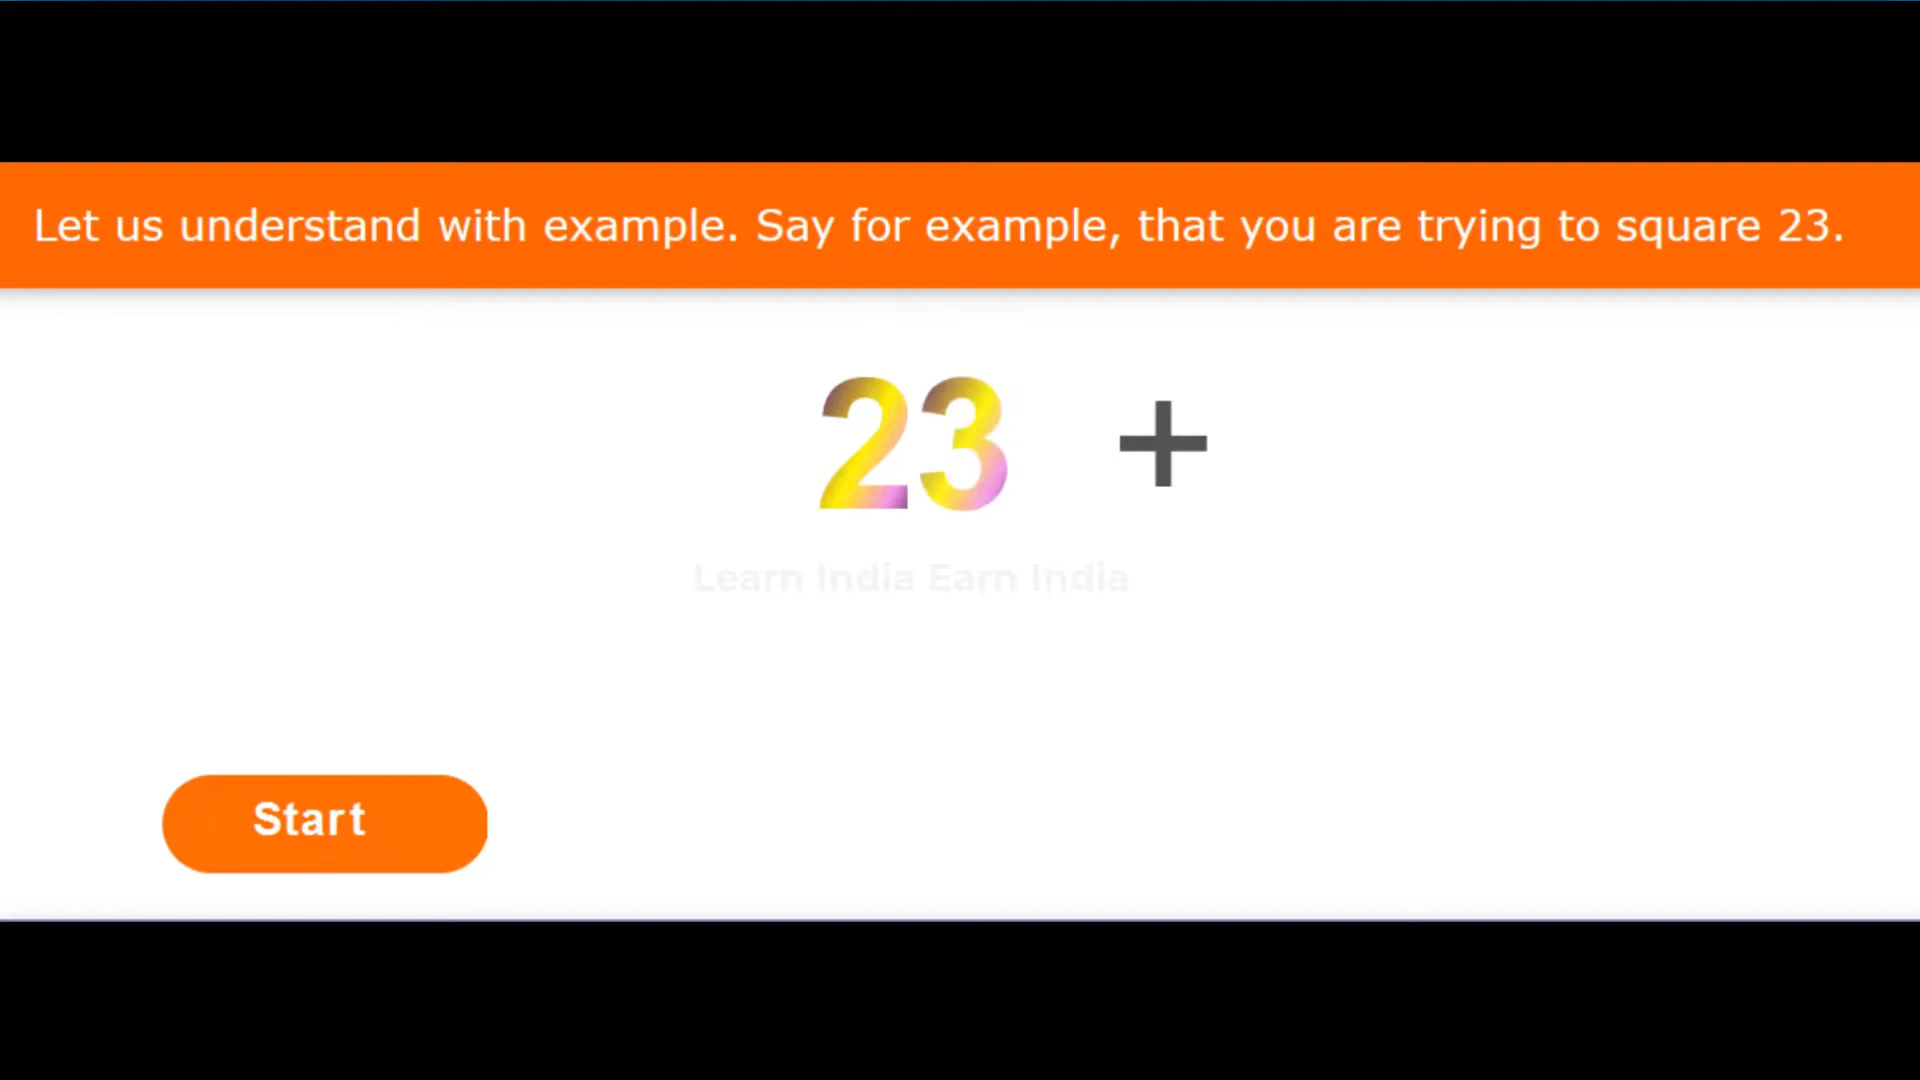 Let us understand with example. Say for example, that you are trying to square 23.
23 +
Learn India Earn India
Start